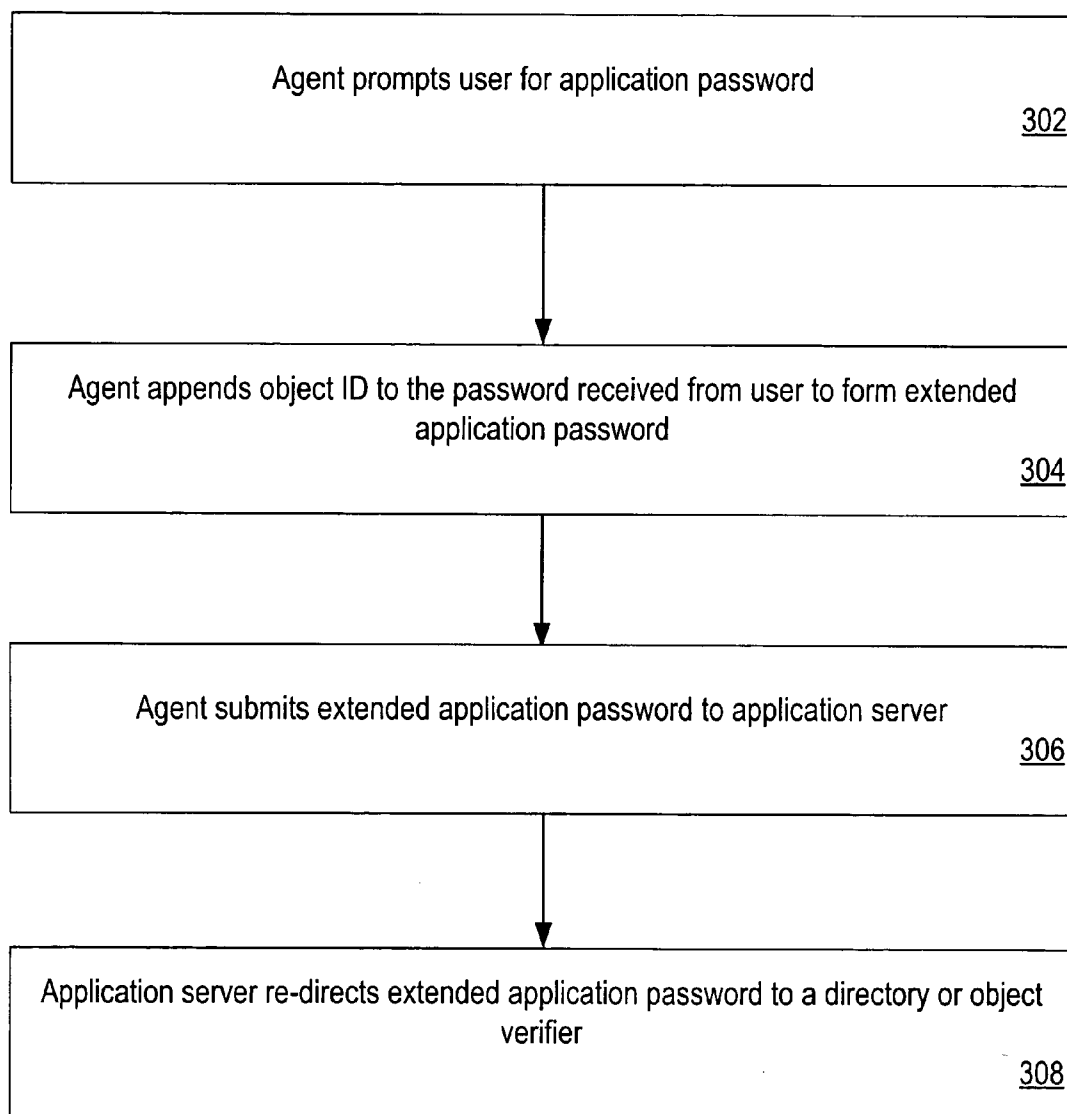 Agent prompts user for application password
302
Agent appends object ID to the password received from user to form extended
application password
304
Agent submits extended application password to application server
306
Application server re-directs extended application password to a directory or object
verifier
308